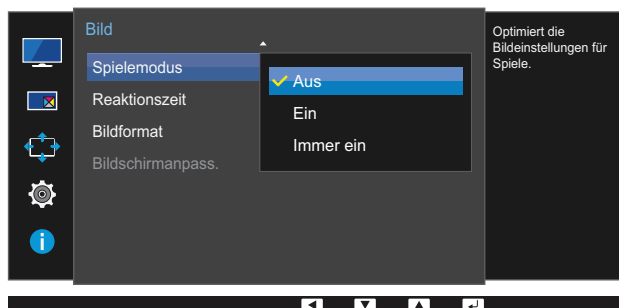 Bild
Spielemodus
Reaktionszeit
Bildformat
Bildschirmanpass.
Aus
Ein
Immer ein
Optimiert die
Bildeinstellungen für
Spiele.